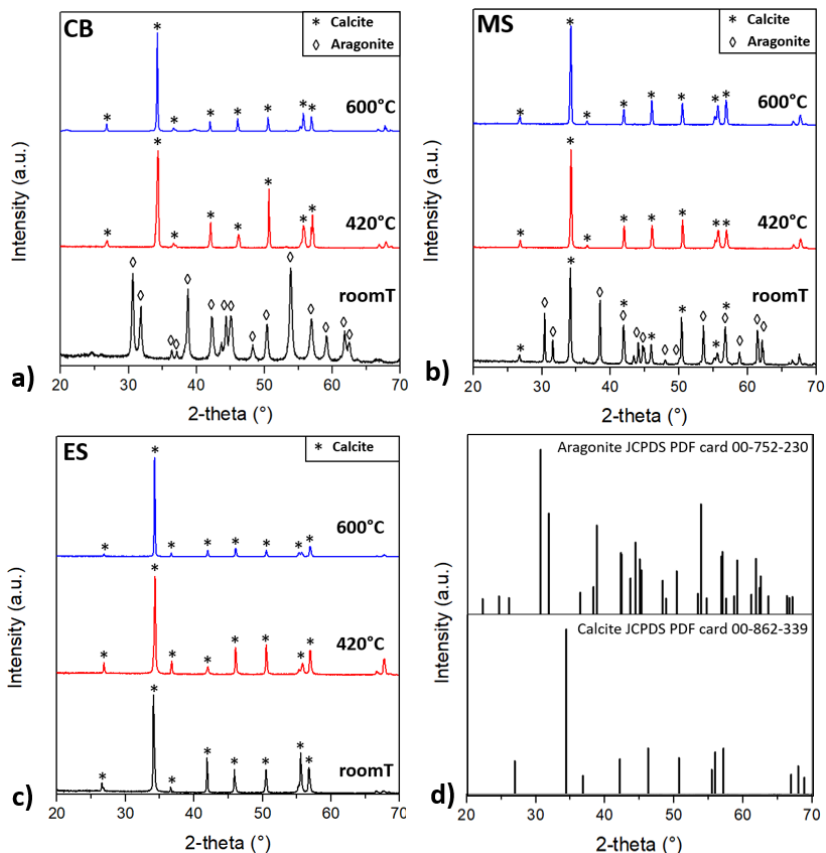 CB
* Calcite
◊ Aragonite
600°C
420°C
roomT
Intensity (a.u.)
20 30 40 50 60 70
2-theta (°)
a)
MS
* Calcite
◊ Aragonite
600°C
420°C
roomT
Intensity (a.u.)
20 30 40 50 60 70
2-theta (°)
b)
ES
* Calcite
600°C
420°C
roomT
Intensity (a.u.)
20 30 40 50 60 70
2-theta (°)
c)
Aragonite JCPDS PDF card 00-752-230
Calcite JCPDS PDF card 00-862-339
Intensity (a.u.)
20 30 40 50 60 70
2-theta (°)
d)